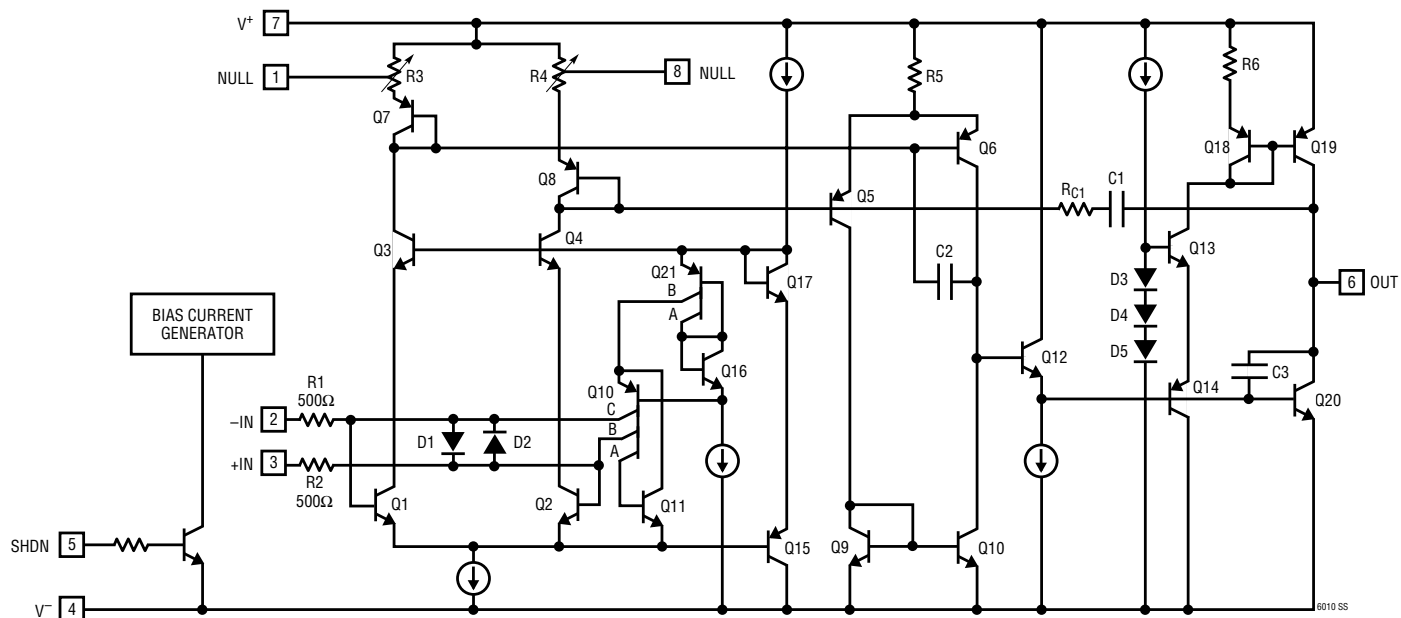 V+ 7
NULL 1
R3
R4
8 NULL
R5
R6
Q7
Q6
Q18
Q19
Q8
Q5
RC1
C1
Q3
Q4
Q21
B
A
Q17
C2
Q13
D3
D4
D5
6 OUT
BIAS CURRENT
GENERATOR
Q16
Q12
Q14
C3
Q20
R1
500Ω
–IN 2
+IN 3
R2
500Ω
D1
D2
Q10
C
B
A
Q1
Q2
Q11
SHDN 5
Q15
Q9
Q10
V– 4
6010 SS